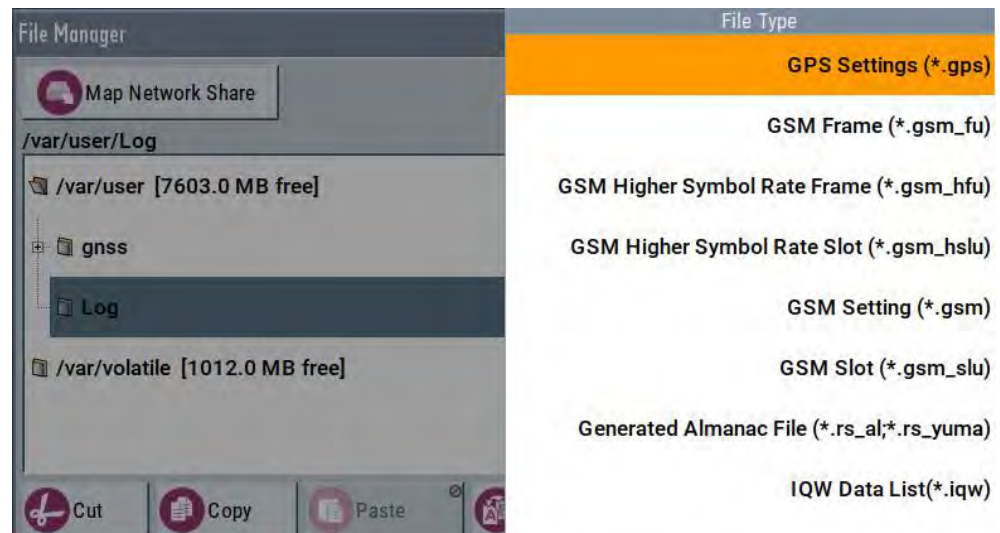 File Manager
Map Network Share
/var/user/Log
/var/user [7603.0 MB free]
gnss
Log
/var/volatile [1012.0 MB free]
Cut
Copy
Paste
File Type
GPS Settings (*.gps)
GSM Frame (*.gsm_fu)
GSM Higher Symbol Rate Frame (*.gsm_hfu)
GSM Higher Symbol Rate Slot (*.gsm_hslu)
GSM Setting (*.gsm)
GSM Slot (*.gsm_slu)
Generated Almanac File (*.rs_al;*.rs_yuma)
IQW Data List(*.iqw)